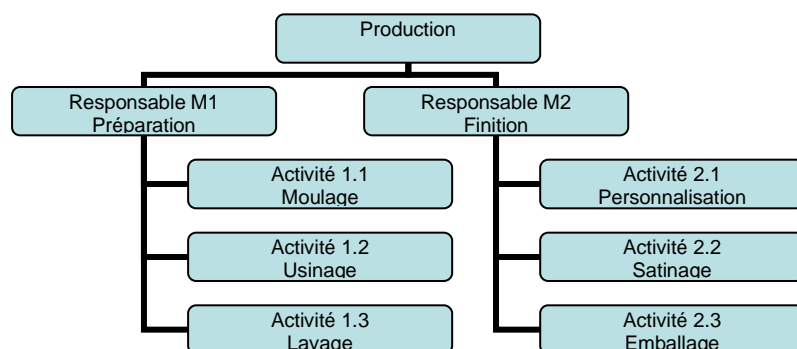 Production
Responsable M1
Préparation
Responsable M2
Finition
Activité 1.1
Moulage
Activité 1.2
Usinage
Activité 1.3
Lavage
Activité 2.1
Personnalisation
Activité 2.2
Satinage
Activité 2.3
Emballage